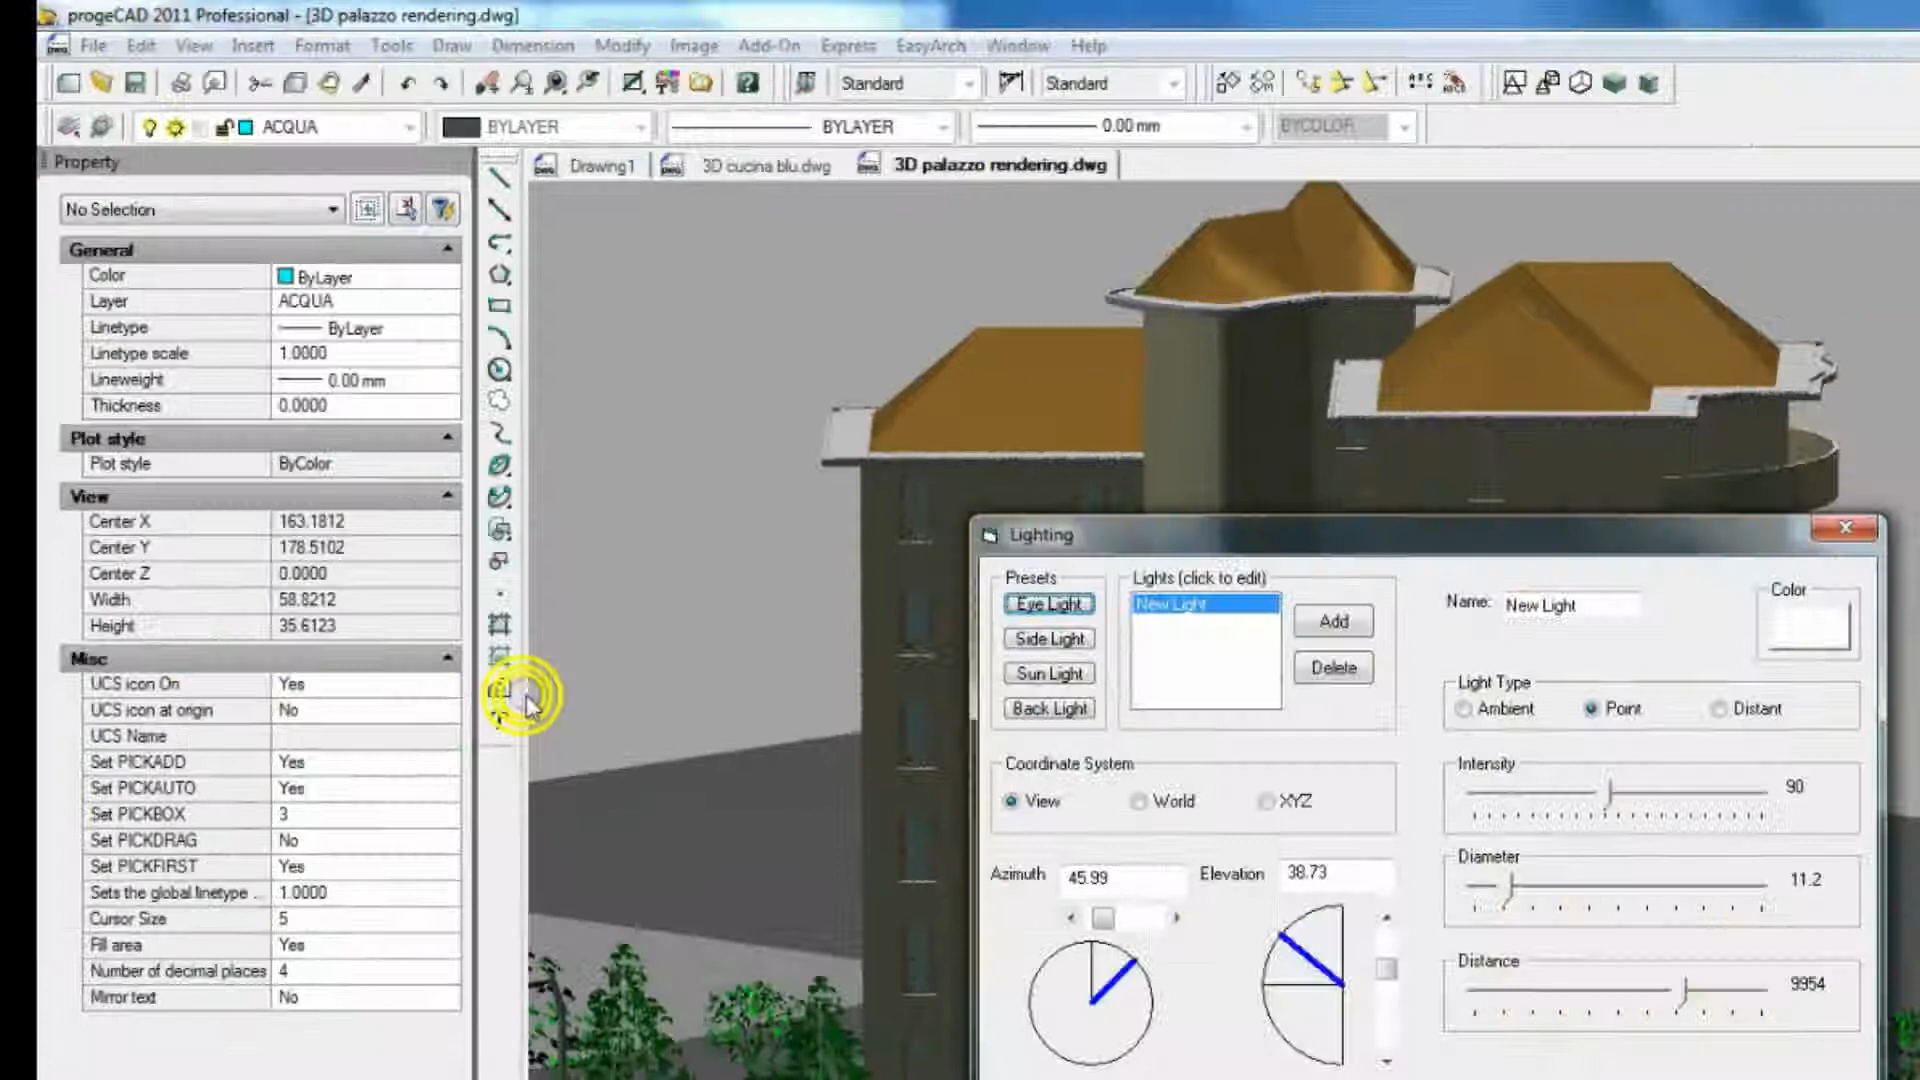 progeCAD 2011 Professional - [3D palazzo rendering.dwg]
File Edit View Insert Format Tools Draw Dimension Modify Image Add-On Express EasyArch Window Help
Standard Standard
ACQUA BYLAYER BYLAYER 0.00 mm BYCOLOR
Property
Drawing1 3D cucina blu.dwg 3D palazzo rendering.dwg
No Selection
General
Color ByLayer
Layer ACQUA
Linetype ByLayer
Linetype scale 1.0000
Lineweight 0.00 mm
Thickness 0.0000
Plot style
Plot style ByColor
View
Center X 163.1812
Center Y 178.5102
Center Z 0.0000
Width 58.8212
Height 35.6123
Misc
UCS icon On Yes
UCS icon at origin No
UCS Name
Set PICKADD Yes
Set PICKAUTO Yes
Set PICKBOX 3
Set PICKDRAG No
Set PICKFIRST Yes
Sets the global linetype .. 1.0000
Cursor Size 5
Fill area Yes
Number of decimal places 4
Mirror text No
Lighting
Presets
Eye Light
Side Light
Sun Light
Back Light
Lights (click to edit)
New Light
Add
Delete
Name: New Light
Color
Light Type
Ambient Point Distant
Coordinate System
View World XYZ
Intensity
90
Diameter
11.2
Azimuth 45.99 Elevation 38.73
Distance
9954